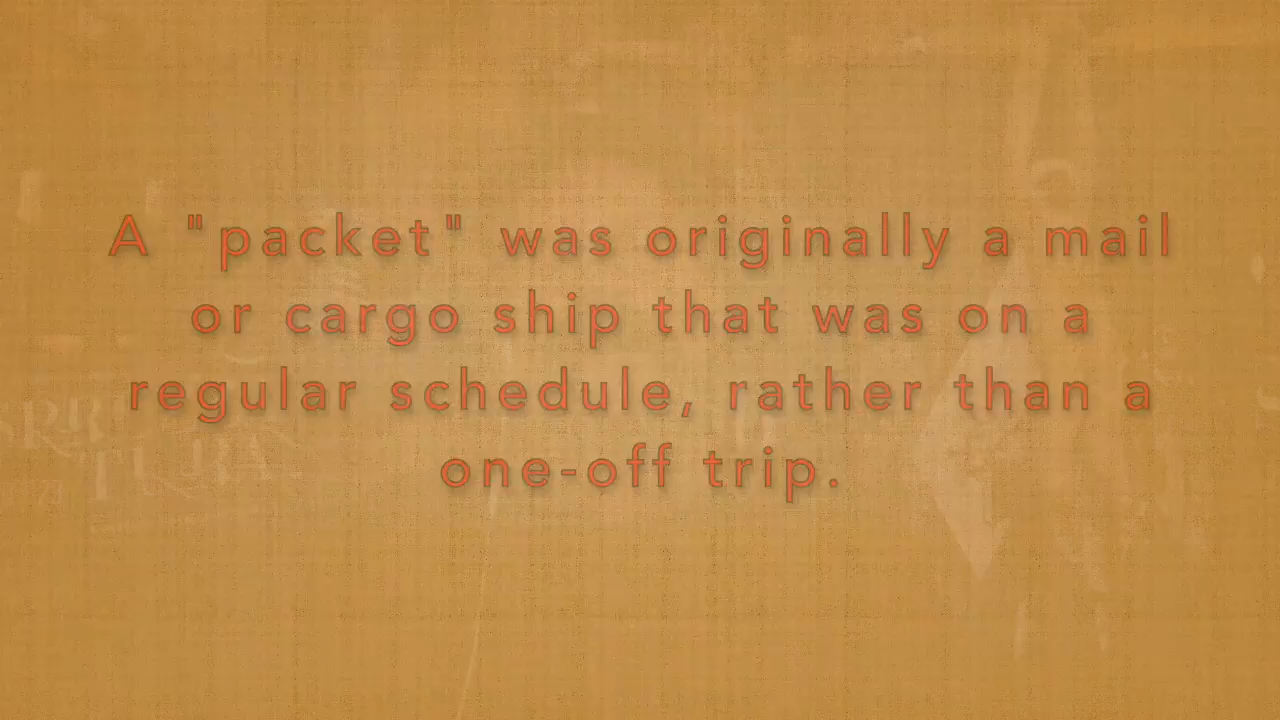 A "packet" was originally a mail
or cargo ship that was on a
regular schedule, rather than a
one-off trip.